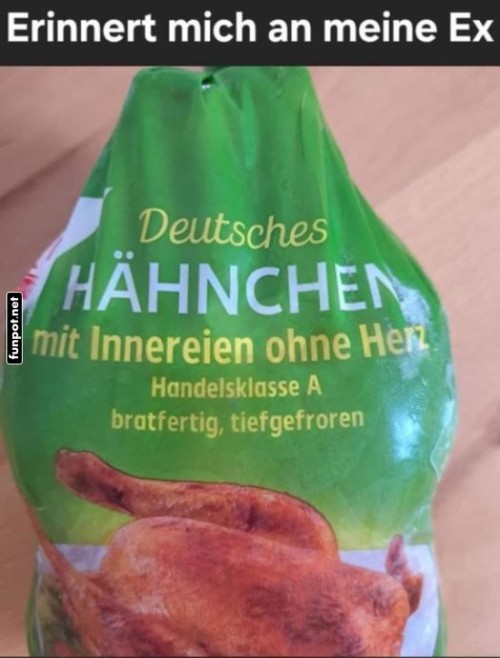 Erinnert mich an meine Ex
Deutsches
HÄHNCHEN
mit Innereien ohne Herz
Handelsklasse A
bratfertig, tiefgefroren
funpot.net